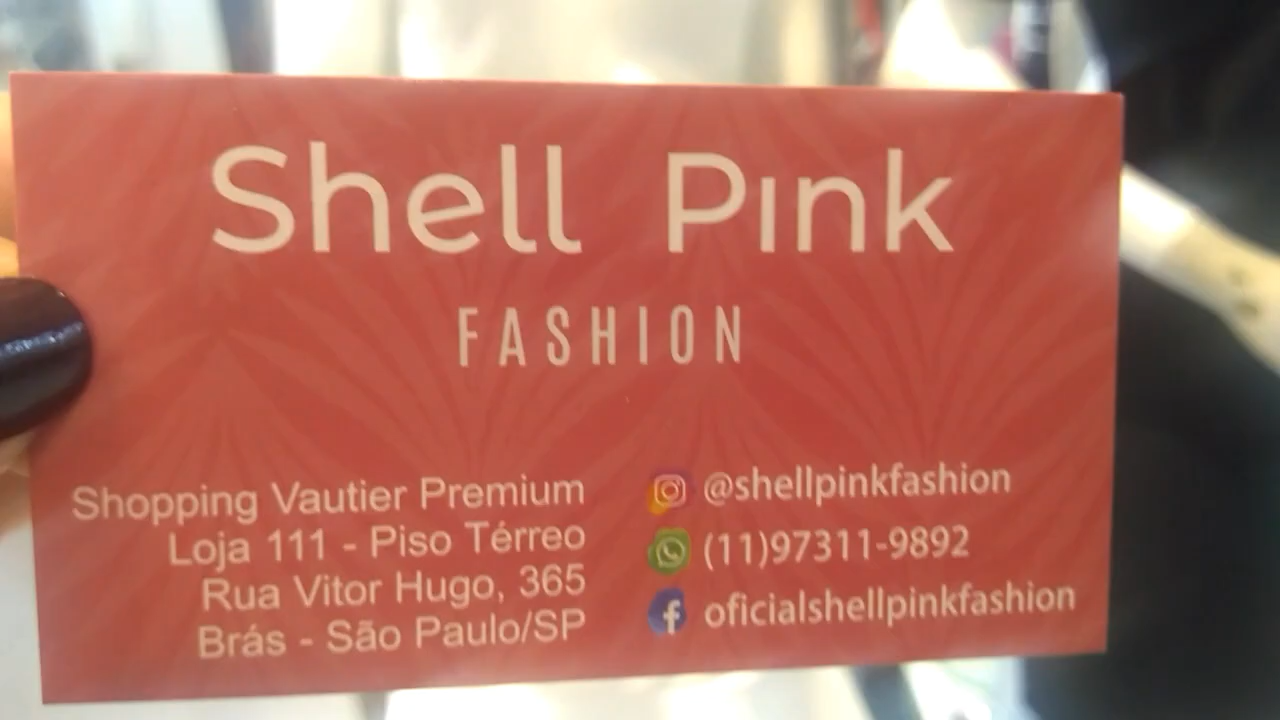 Shell Pink
FASHION
Shopping Vautier Premium
Loja 111 - Piso Térreo
Rua Vitor Hugo, 365
Brás - São Paulo/SP
@shellpinkfashion
(11)97311-9892
oficialshellpinkfashion